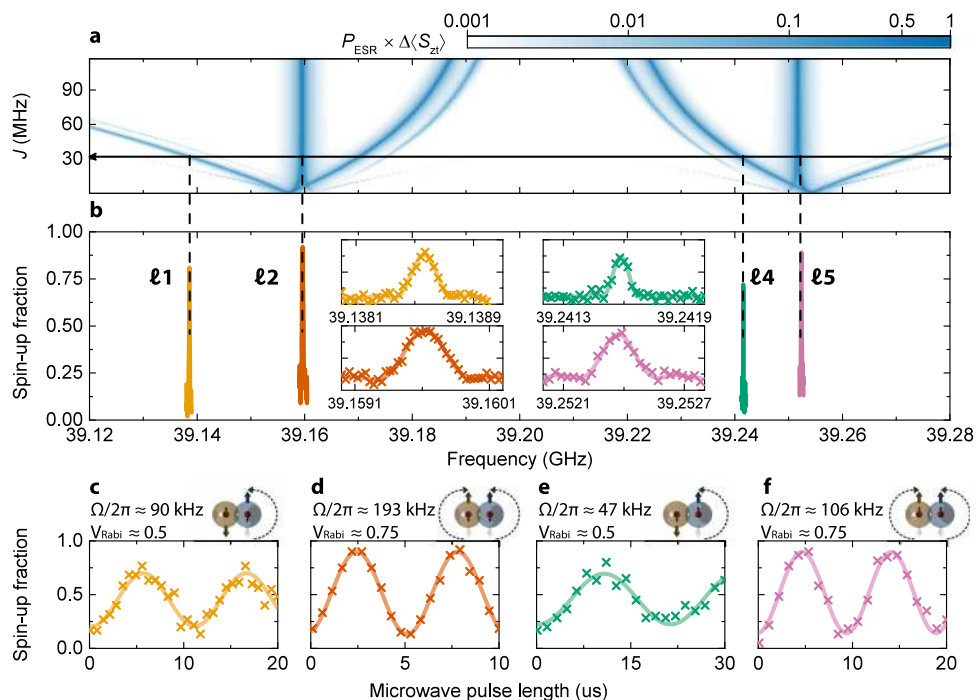 0.001 0.01 0.1 0.5 1
P_ESR × Δ⟨S_zt⟩
a
90
60
30
J (MHz)
b
1.00
0.75
0.50
0.25
0.00
Spin-up fraction
ℓ1 ℓ2 ℓ4 ℓ5
39.1381 39.1389 39.2413 39.2419
39.1591 39.1601 39.2521 39.2527
39.12 39.14 39.16 39.18 39.20 39.22 39.24 39.26 39.28
Frequency (GHz)
c d e f
Ω/2π ≈ 90 kHz Ω/2π ≈ 193 kHz Ω/2π ≈ 47 kHz Ω/2π ≈ 106 kHz
VRabi ≈ 0.5 VRabi ≈ 0.75 VRabi ≈ 0.5 VRabi ≈ 0.75
1.0
0.5
0.0
Spin-up fraction
0 10 20 0 5 10 0 15 30 0 10 20
Microwave pulse length (us)